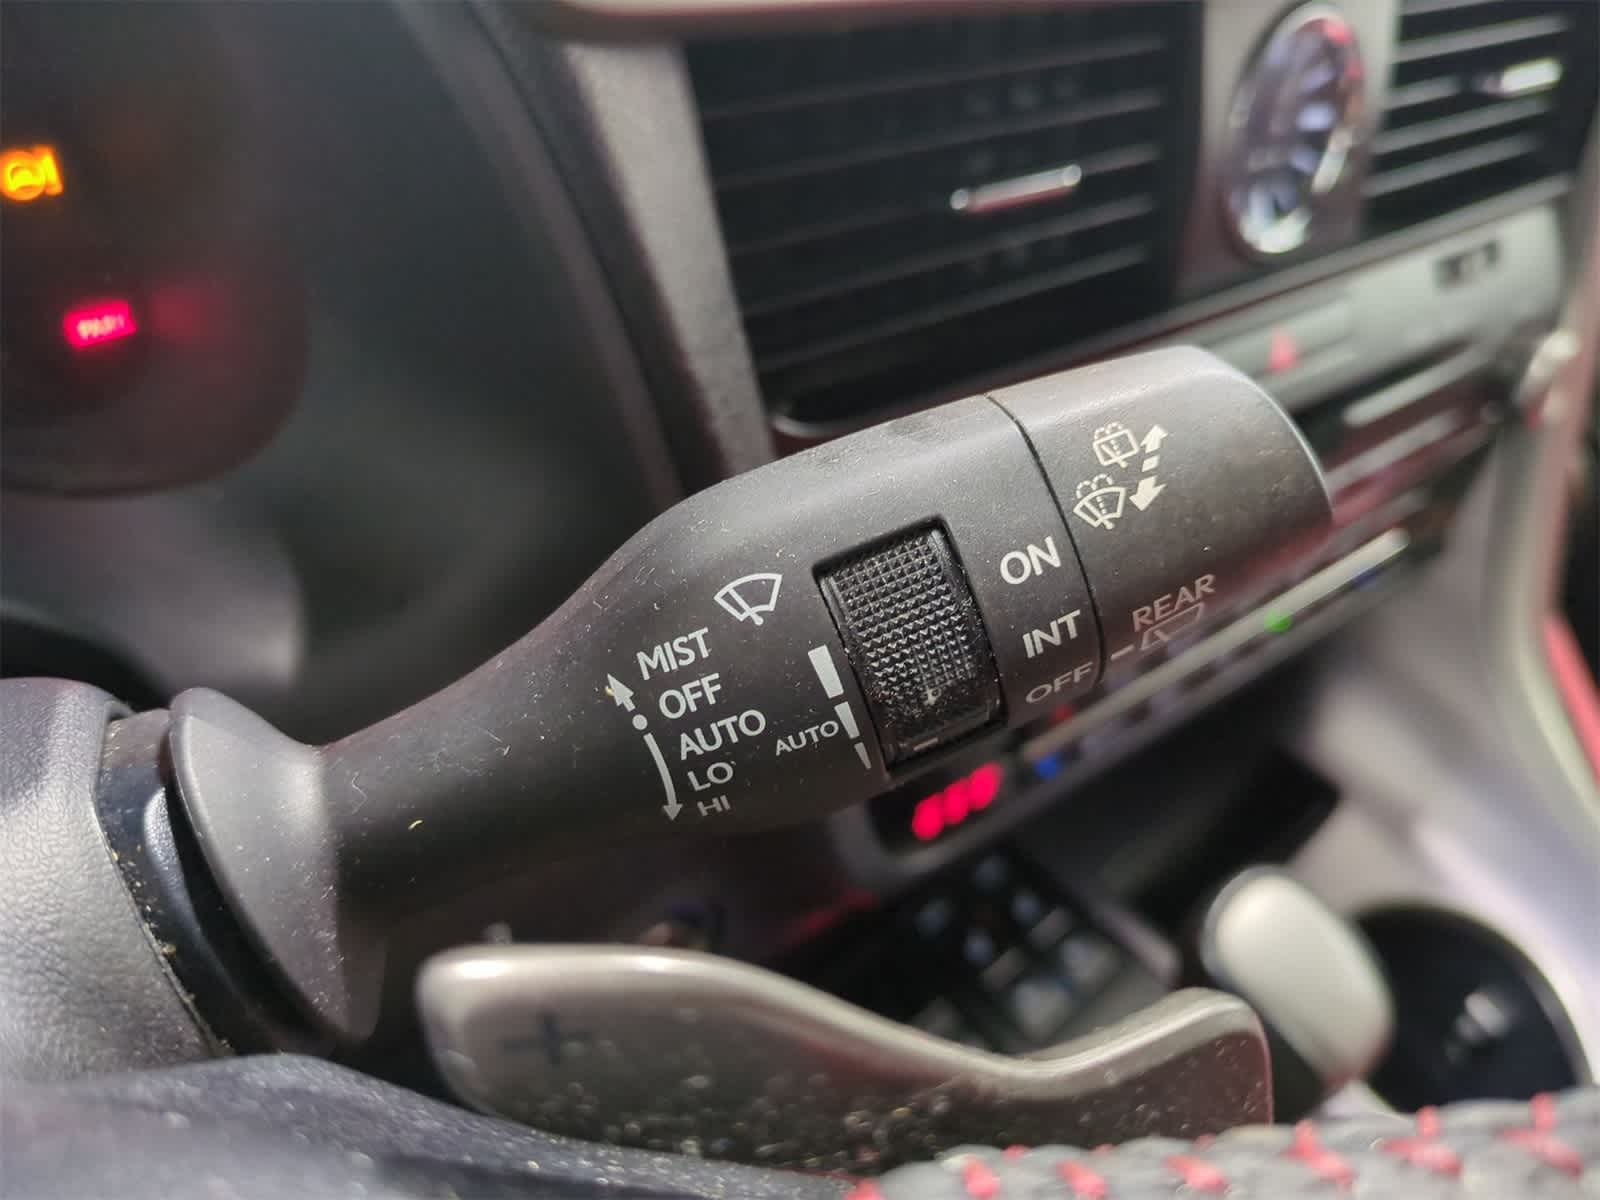 MIST
OFF
AUTO
LO
HI
AUTO
ON
INT
OFF
REAR